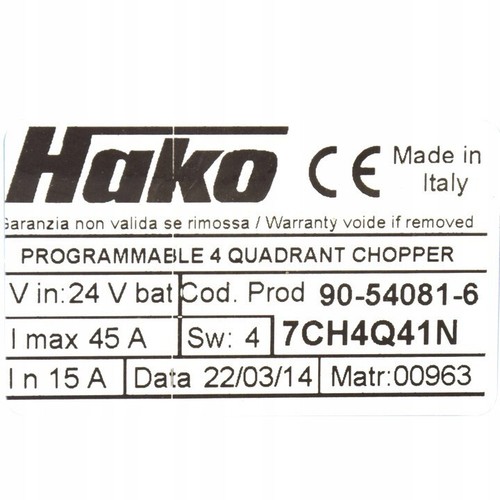 Hako CE Made in Italy
Garanzia non valida se rimossa / Warranty voide if removed
PROGRAMMABLE 4 QUADRANT CHOPPER
V in: 24 V bat Cod. Prod 90-54081-6
I max 45 A Sw: 4 7CH4Q41N
I n 15 A Data 22/03/14 Matr: 00963